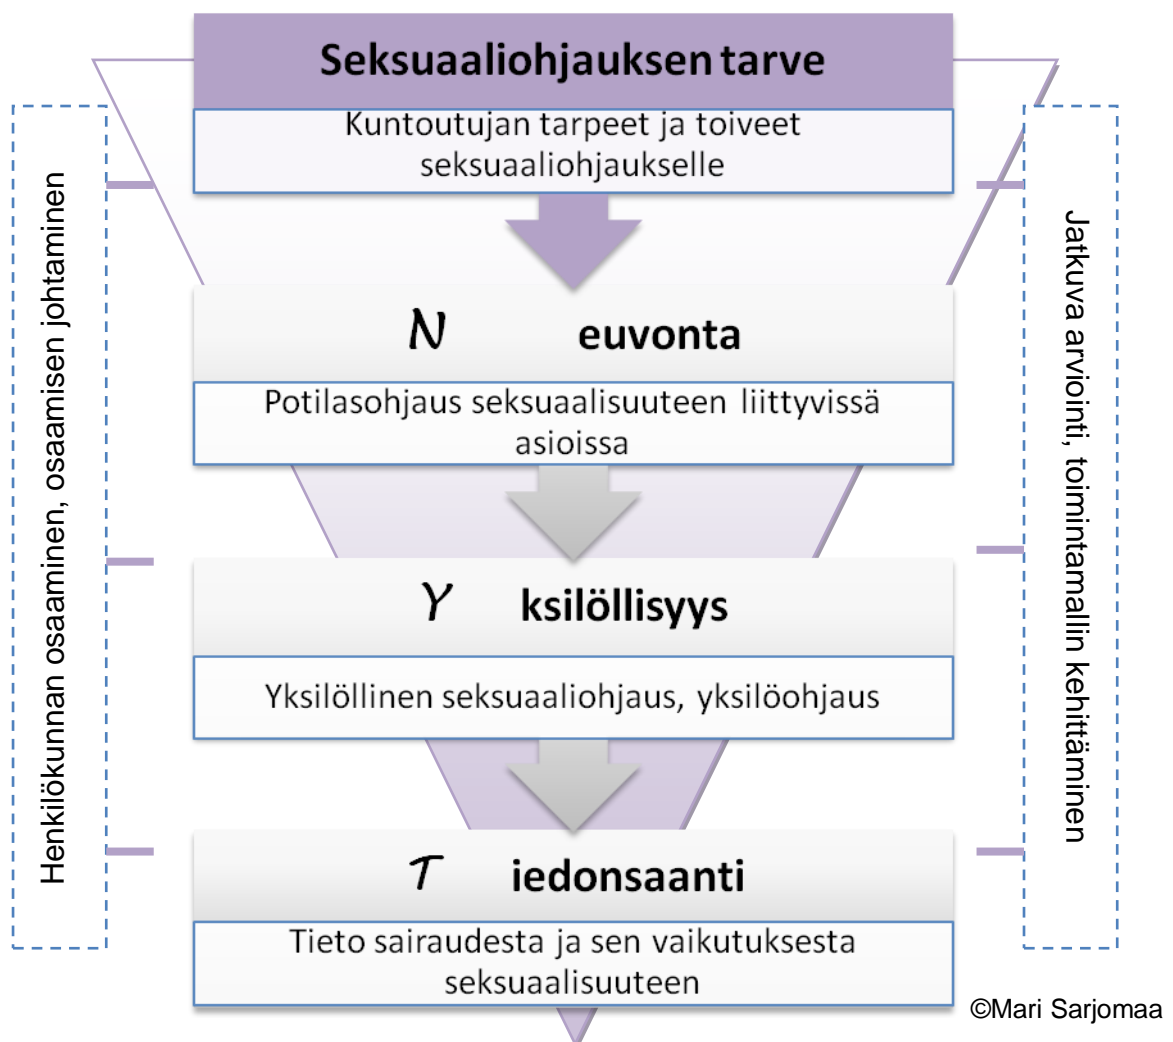 Seksuaaliohjauksen tarve
Kuntoutujan tarpeet ja toiveet
seksuaaliohjaukselle
N euvonta
Potilasohjaus seksuaalisuuteen liittyvissä
asioissa
Y ksilöllisyys
Yksilöllinen seksuaaliohjaus, yksilöohjaus
T iedonsaanti
Tieto sairaudesta ja sen vaikutuksesta
seksuaalisuuteen
Henkilökunnan osaaminen, osaamisen johtaminen
Jatkuva arviointi, toimintamallin kehittäminen
©Mari Sarjomaa